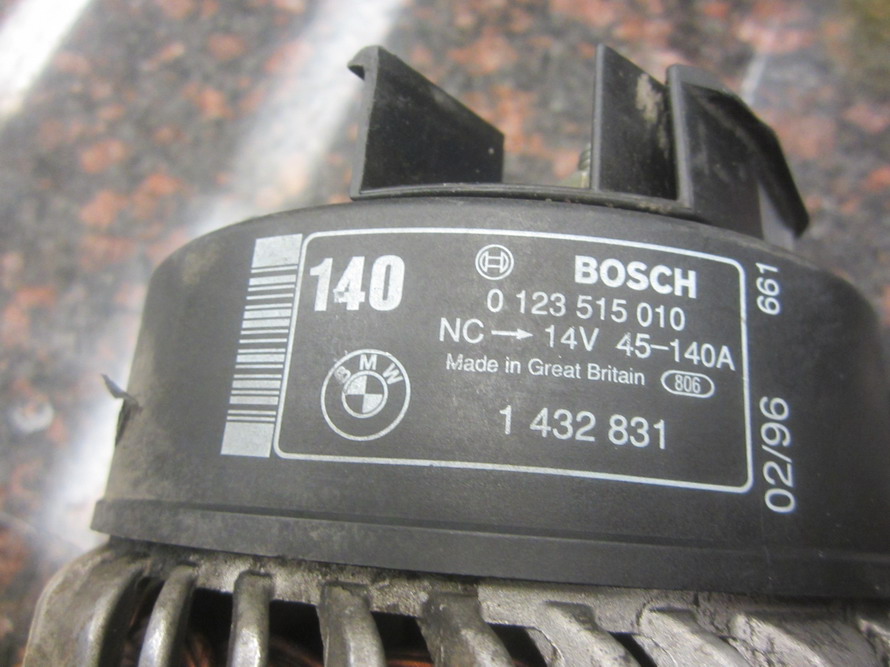 140
BOSCH
0 123 515 010
NC → 14V 45-140A
Made in Great Britain 806
BMW
1 432 831
661
02/96